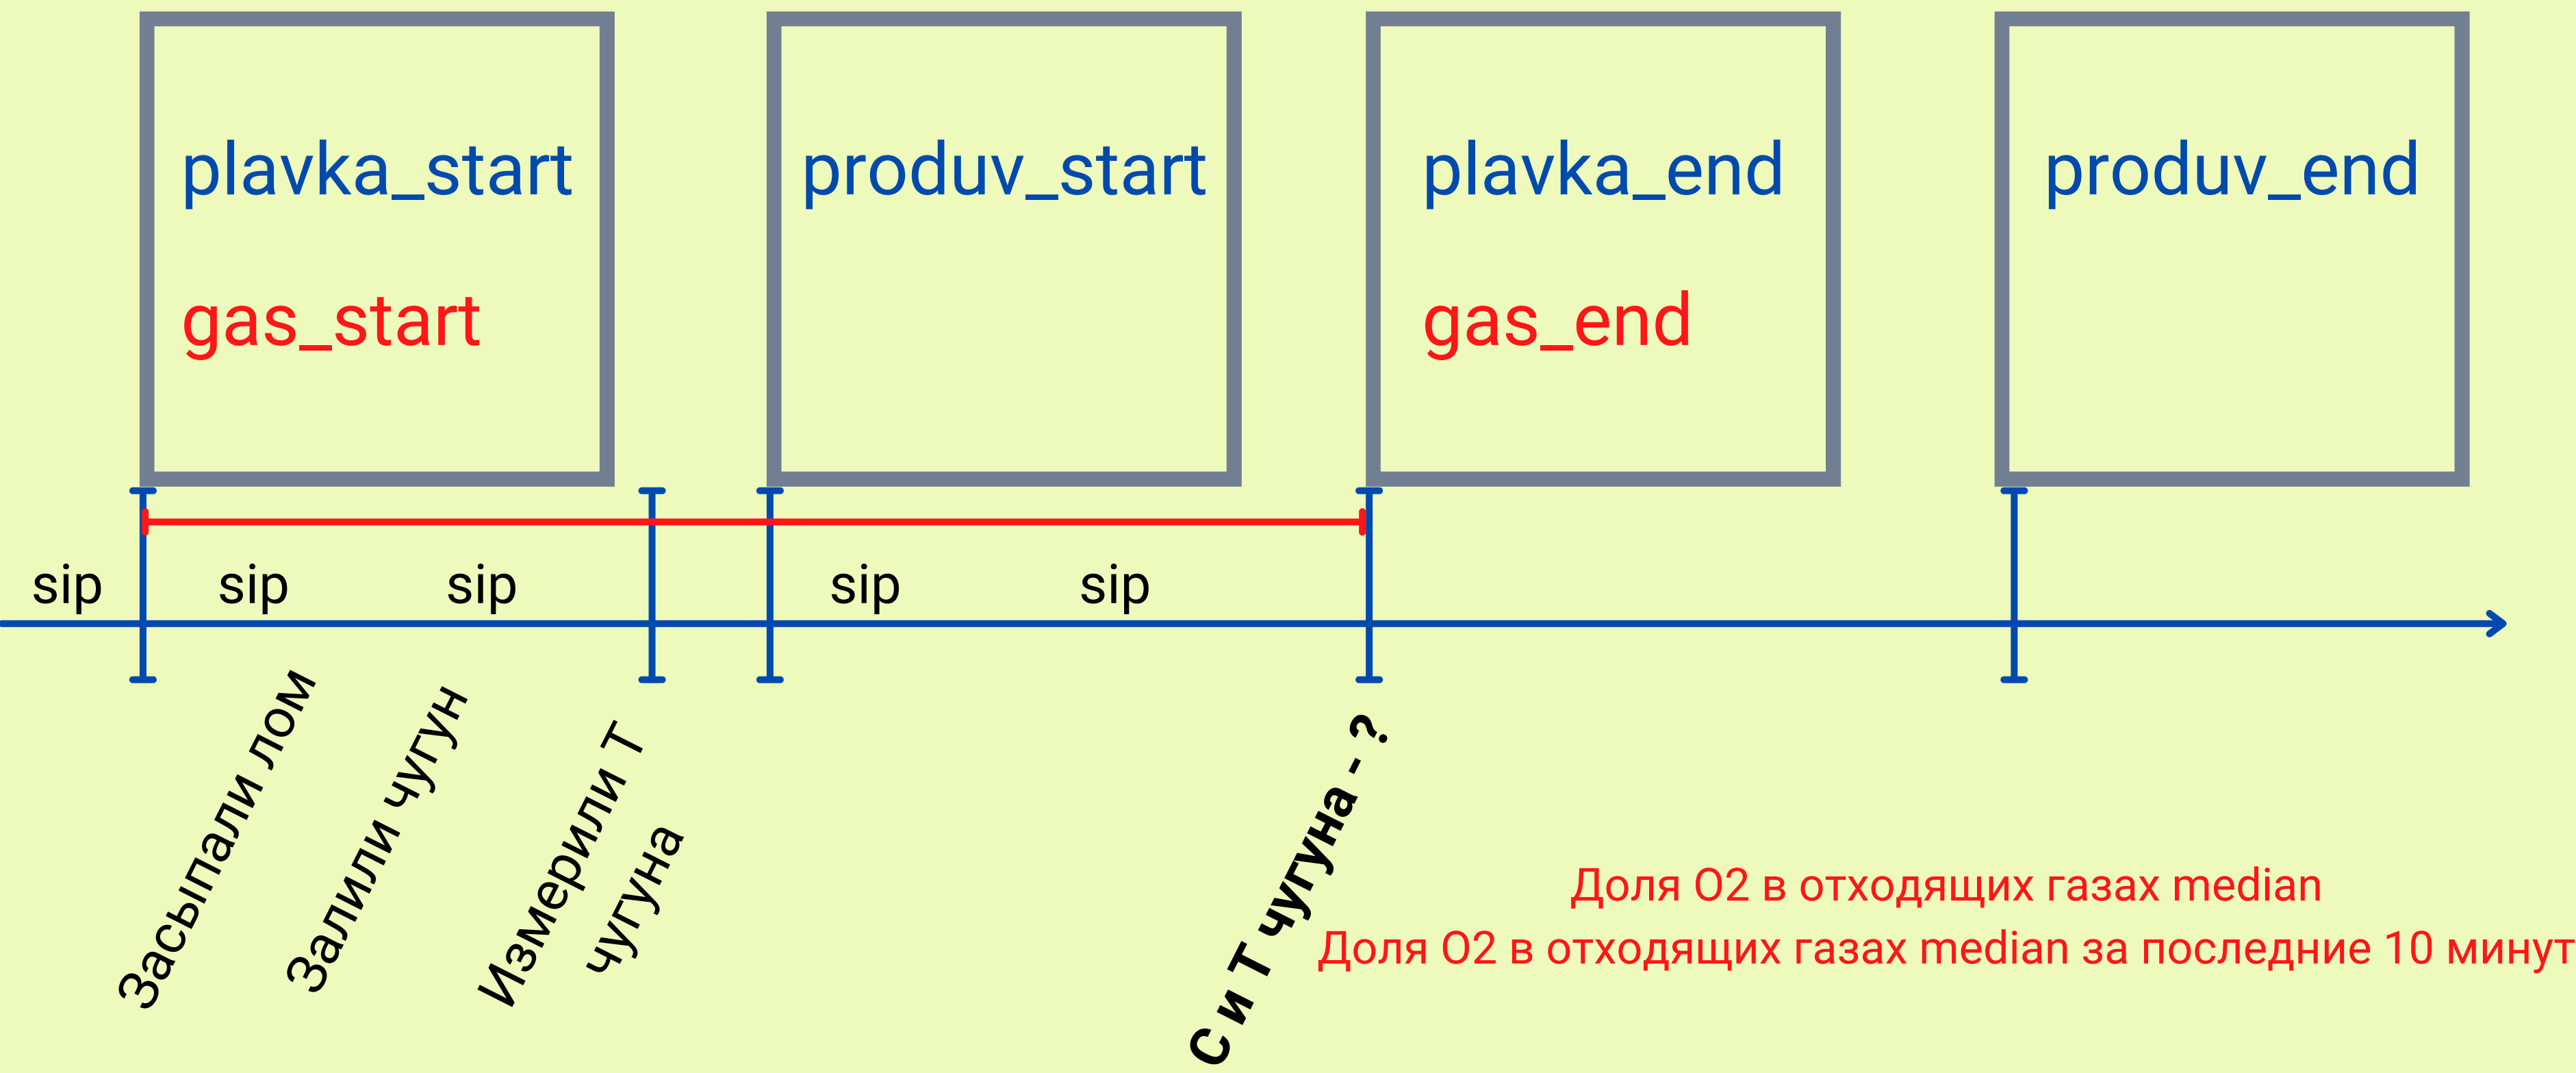 plavka_start
gas_start
produv_start
plavka_end
gas_end
produv_end
sip
sip
sip
sip
sip
Засыпали лом
Залили чугун
Измерили Т
чугуна
С и Т чугуна - ?
Доля О2 в отходящих газах median
Доля О2 в отходящих газах median за последние 10 минут